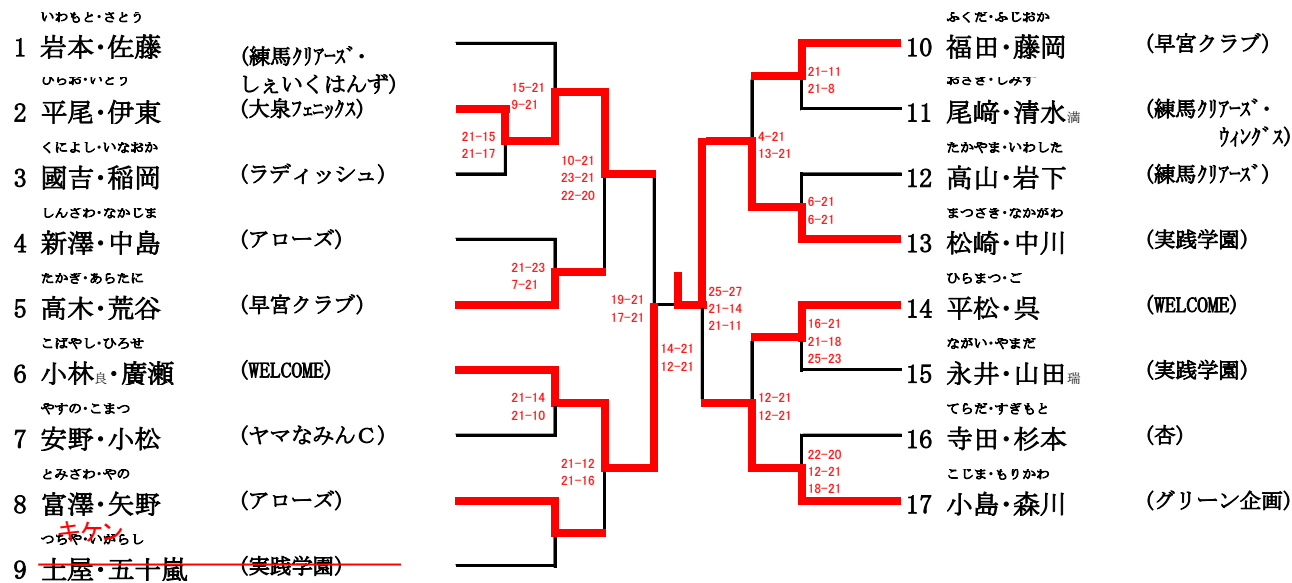 いわもト・さとう
1 岩本・佐藤 (練馬ｸﾘｱｰｽﾞ・
しぇいくはんず)
ひらお・いとう
2 平尾・伊東 (大泉ﾌｪﾆｯｸｽ)
くによし・いなおか
3 國吉・稲岡 (ラディッシュ)
しんざわ・なかじま
4 新澤・中島 (アローズ)
たかぎ・あらたに
5 高木・荒谷 (早宮クラブ)
こばやし・ひろせ
6 小林良・廣瀬 (WELCOME)
やすの・こまつ
7 安野・小松 (ヤマなみんC)
とみざわ・やの
8 富澤・矢野 (アローズ)
キケン
つちや・いがらし
9 土屋・五十嵐 (実践学園)
15-21
9-21
21-15
21-17
10-21
23-21
22-20
21-23
7-21
19-21
17-21
21-14
21-10
21-12
21-16
14-21
12-21
25-27
21-14
21-11
21-11
21-8
4-21
13-21
6-21
6-21
16-21
21-18
25-23
12-21
12-21
22-20
12-21
18-21
ふくだ・ふじおか
10 福田・藤岡 (早宮クラブ)
おざき・しみず
11 尾﨑・清水満 (練馬ｸﾘｱｰｽﾞ・
ｳｨﾝｸﾞｽ)
たかやま・いわした
12 高山・岩下 (練馬ｸﾘｱｰｽﾞ)
まつざき・なかがわ
13 松崎・中川 (実践学園)
ひらまつ・ご
14 平松・呉 (WELCOME)
ながい・やまだ
15 永井・山田瑞 (実践学園)
てらだ・すぎもと
16 寺田・杉本 (杏)
こじま・もりかわ
17 小島・森川 (グリーン企画)